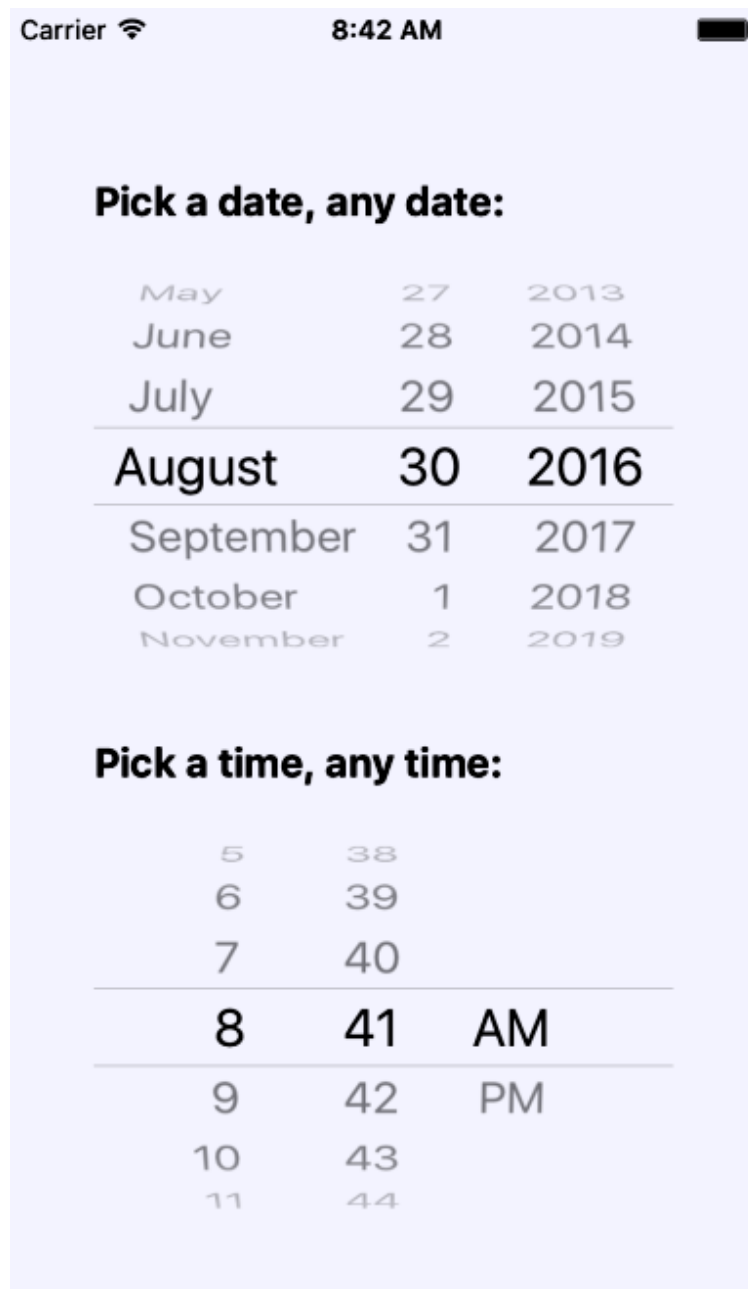 Carrier 8:42 AM
Pick a date, any date:
May 27 2013
June 28 2014
July 29 2015
August 30 2016
September 31 2017
October 1 2018
November 2 2019
Pick a time, any time:
5 38
6 39
7 40
8 41 AM
9 42 PM
10 43
11 44